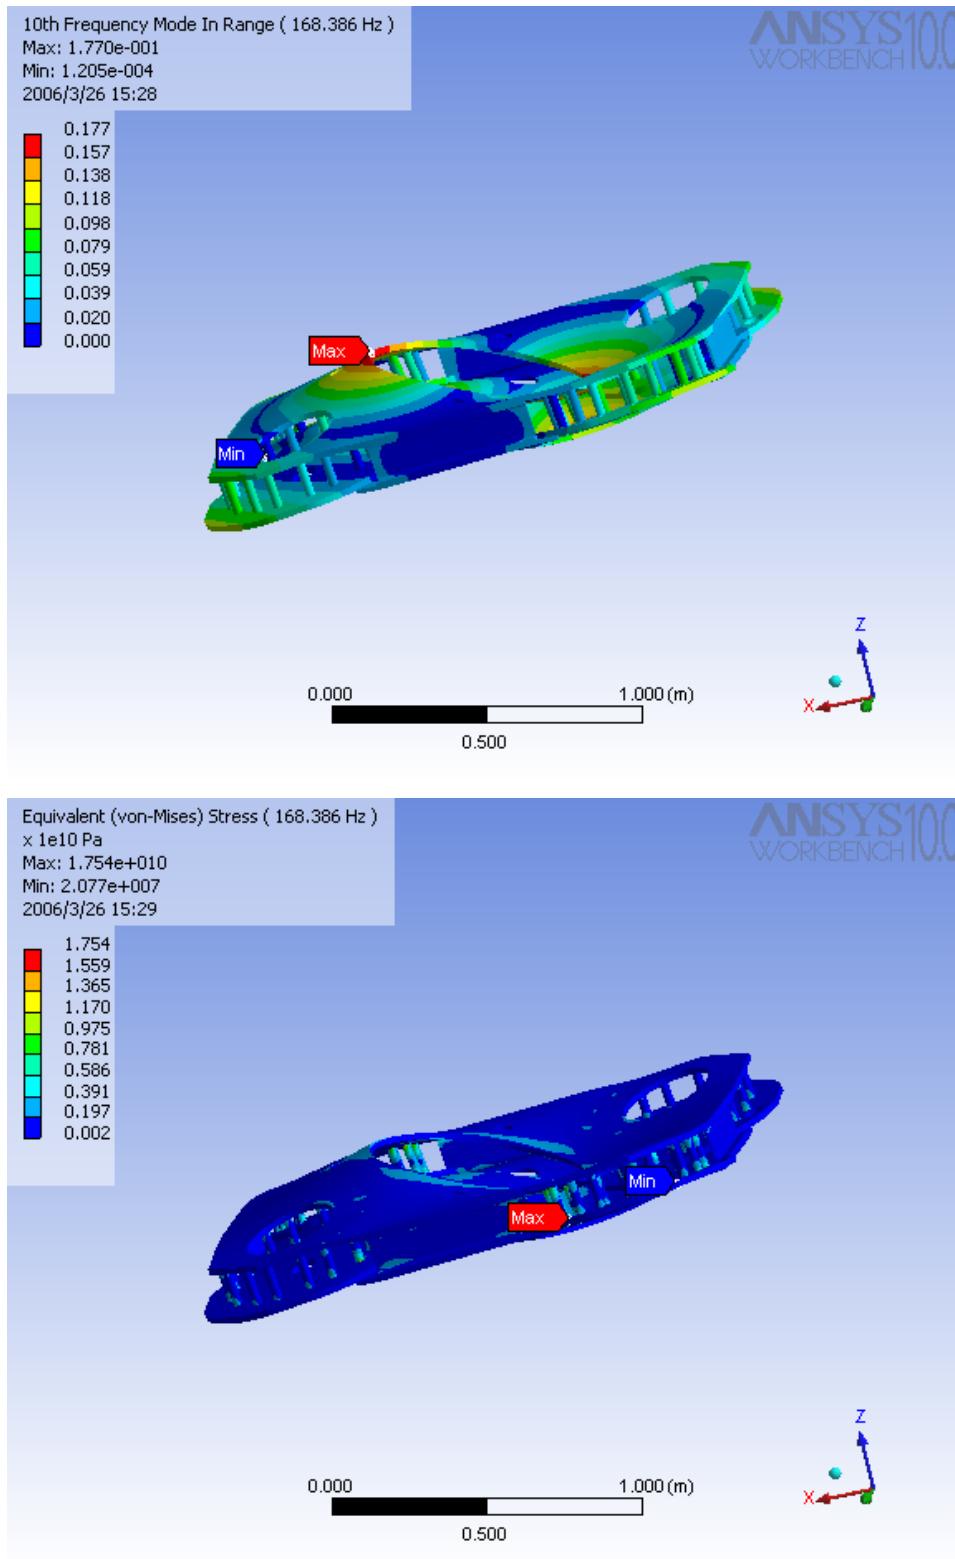 10th Frequency Mode In Range ( 168.386 Hz )
Max: 1.770e-001
Min: 1.205e-004
2006/3/26 15:28
ANSYS 10.0
WORKBENCH
0.177
0.157
0.138
0.118
0.098
0.079
0.059
0.039
0.020
0.000
Max
Min
Z
X
0.000 1.000 (m)
0.500
Equivalent (von-Mises) Stress ( 168.386 Hz )
x 1e10 Pa
Max: 1.754e+010
Min: 2.077e+007
2006/3/26 15:29
ANSYS 10.0
WORKBENCH
1.754
1.559
1.365
1.170
0.975
0.781
0.586
0.391
0.197
0.002
Min
Max
Z
X
0.000 1.000 (m)
0.500